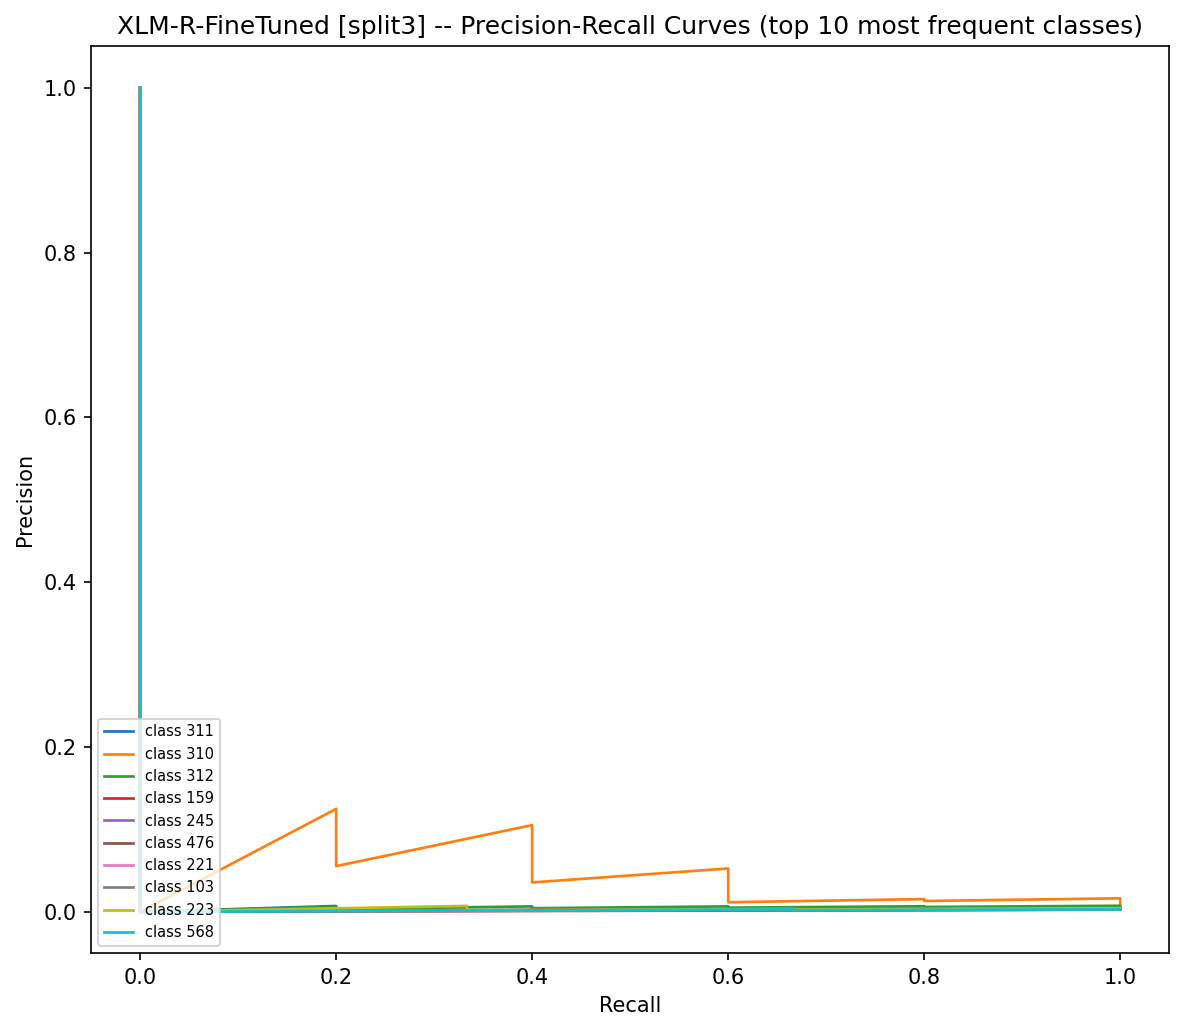 XLM-R-FineTuned [split3] -- Precision-Recall Curves (top 10 most frequent classes)
1.0
0.8
0.6
0.4
0.2
0.0
Precision
class 311
class 310
class 312
class 159
class 245
class 476
class 221
class 103
class 223
class 568
0.0 0.2 0.4 0.6 0.8 1.0
Recall